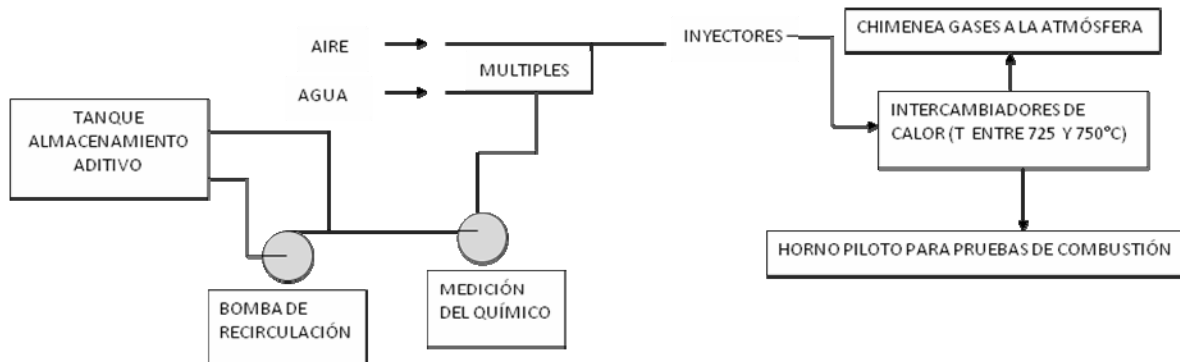 AIRE
AGUA
MULTIPLES
INYECTORES
CHIMENEA GASES A LA ATMÓSFERA
TANQUE
ALMACENAMIENTO
ADITIVO
INTERCAMBIADORES DE
CALOR (T ENTRE 725 Y 750°C)
HORNO PILOTO PARA PRUEBAS DE COMBUSTIÓN
BOMBA DE
RECIRCULACIÓN
MEDICIÓN
DEL QUÍMICO